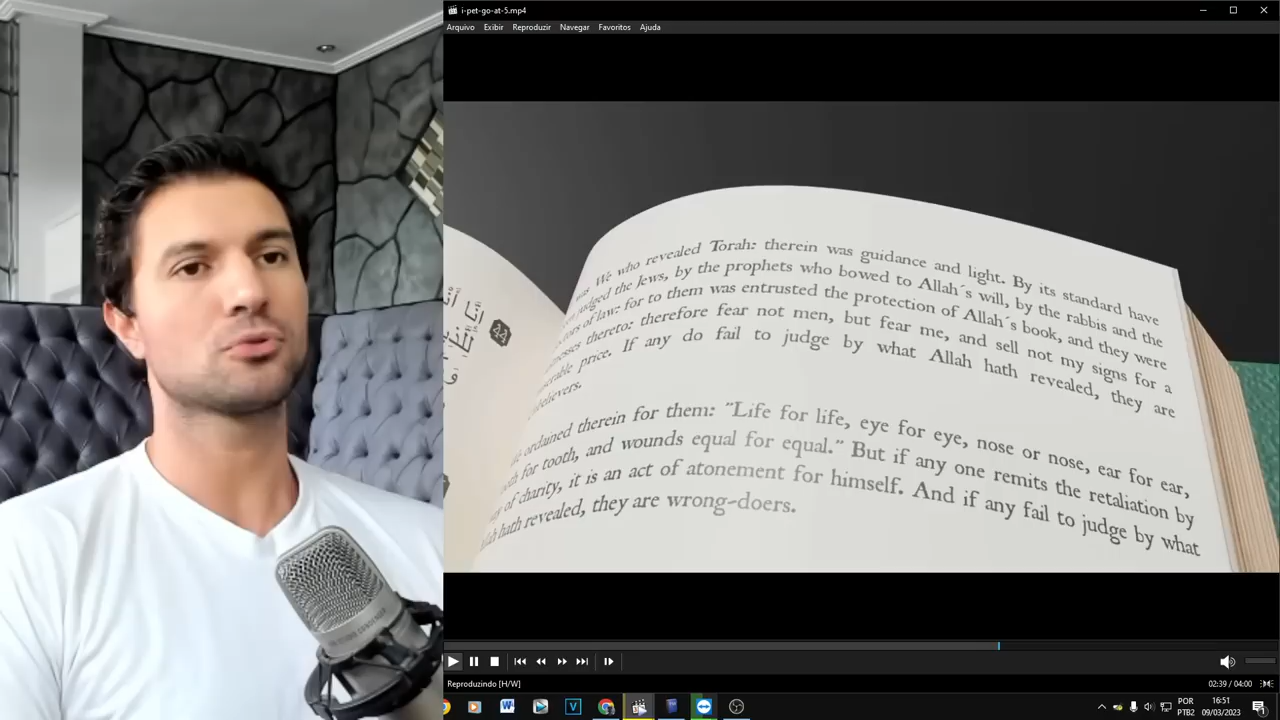 i-pet-go-at-5.mp4
Arquivo Exibir Reproduzir Navegar Favoritos Ajuda
We who revealed Torah: therein was guidance and light. By its standard have
judged the Jews, by the prophets who bowed to Allah´s will, by the rabbis and the
of law: for to them was entrusted the protection of Allah´s book, and they were
thereto: therefore fear not men, but fear me, and sell not my signs for a
price. If any do fail to judge by what Allah hath revealed, they are
ordained therein for them: "Life for life, eye for eye, nose or nose, ear for ear,
for tooth, and wounds equal for equal." But if any one remits the retaliation by
of charity, it is an act of atonement for himself. And if any fail to judge by what
hath revealed, they are wrong-doers.
Reproduzindo [H/W]
02:39 / 04:00
POR
PTB2
16:51
09/03/2023